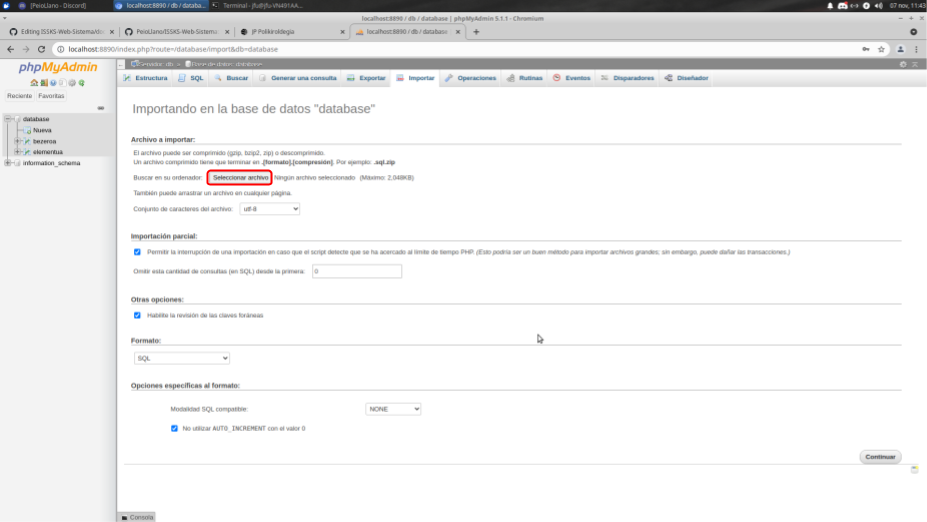 [PeioLlano] - Discord]
localhost:8890 / db / databa...
Terminal - jfu@jfu-VN491AA...
07 nov, 11:43
localhost:8890 / db / database | phpMyAdmin 5.1.1 - Chromium
Editing ISSKS-Web-Sistema/do
PeioLlano/ISSKS-Web-Sistema
JP Polikiroldegia
localhost:8890 / db / database
localhost:8890/index.php?route=/database/import&db=database
phpMyAdmin
Reciente Favoritas
database
Nueva
bezeroa
elementua
information_schema
Servidor: db » Base de datos: database
Estructura SQL Buscar Generar una consulta Exportar Importar Operaciones Rutinas Eventos Disparadores Diseñador
Importando en la base de datos "database"
Archivo a importar:
El archivo puede ser comprimido (gzip, bzip2, zip) o descomprimido.
Un archivo comprimido tiene que terminar en .[formato].[compresión]. Por ejemplo: .sql.zip
Buscar en su ordenador: Seleccionar archivo Ningún archivo seleccionado (Máximo: 2,048KB)
También puede arrastrar un archivo en cualquier página.
Conjunto de caracteres del archivo: utf-8
Importación parcial:
Permitir la interrupción de una importación en caso que el script detecte que se ha acercado al límite de tiempo PHP. (Esto podría ser un buen método para importar archivos grandes; sin embargo, puede dañar las transacciones.)
Omitir esta cantidad de consultas (en SQL) desde la primera: 0
Otras opciones:
Habilite la revisión de las claves foráneas
Formato:
SQL
Opciones específicas al formato:
Modalidad SQL compatible: NONE
No utilizar AUTO_INCREMENT con el valor 0
Continuar
Consola